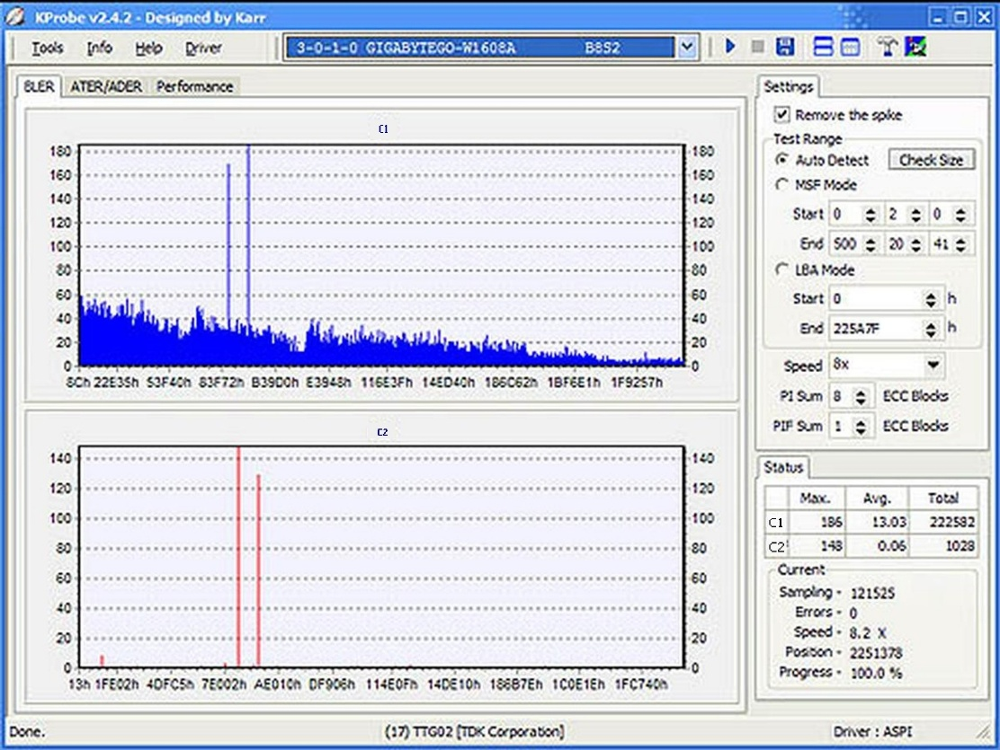 KProbe v2.4.2 - Designed by Karr
Tools Info Help Driver 3-0-1-0 GIGABYTEGO-W1608A B8S2
BLER ATER/ADER Performance
C1
180 180
160 160
140 140
120 120
100 100
80 80
60 60
40 40
20 20
0 0
8Ch 22E35h 53F40h 83F72h B39D0h E3948h 116E3Fh 14ED40h 186C62h 1BF6E1h 1F9257h
C2
140 140
120 120
100 100
80 80
60 60
40 40
20 20
0 0
13h 1FE02h 4DFC5h 7E002h AE010h DF906h 114E0Fh 14DE10h 186B7Eh 1C0E1Eh 1FC740h
Settings
Remove the spike
Test Range
Auto Detect Check Size
MSF Mode
Start 0 2 0
End 500 20 41
LBA Mode
Start 0 h
End 225A7F h
Speed 8x
PI Sum 8 ECC Blocks
PIF Sum 1 ECC Blocks
Status
Max. Avg. Total
C1 186 13.03 222582
C2 148 0.06 1028
Current
Sampling - 121525
Errors - 0
Speed - 8.2 X
Position - 2251378
Progress - 100.0 %
Done. (17) TTG02 [TDK Corporation] Driver : ASPI